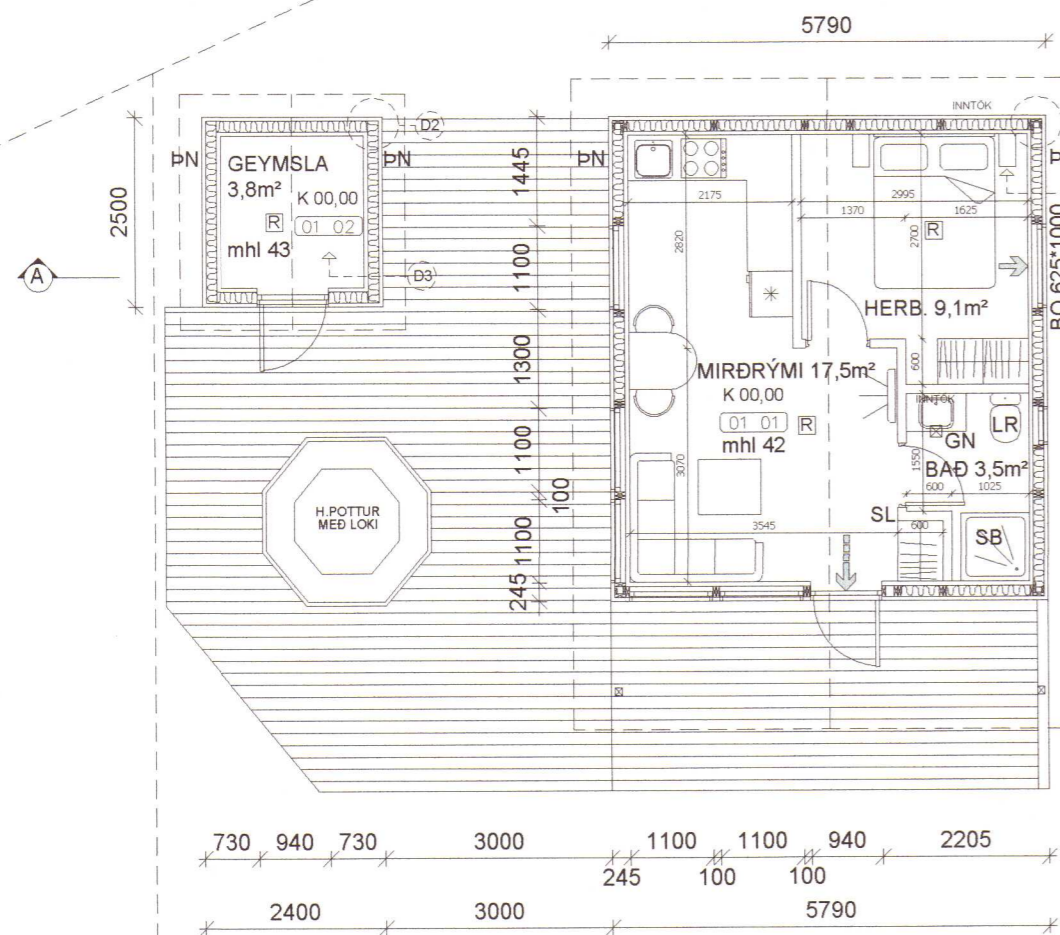 5790
INNTÖK
D2
ÞN
GEYMSLA
3,8m²
K 00,00
R
01 02
mhl 43
ÞN
ÞN
2500
1445
2175
2995
1370
1625
2700
R
2820
A
D3
1100
HERB. 9,1m²
BO 625*1000
1300
MIRÐRÝMI 17,5m²
K 00,00
600
01 01
R
mhl 42
INNTÖK
LR
GN
BAÐ 3,5m²
1100
3070
1550
600
1025
100
H.POTTUR
MEÐ LOKI
SL
3545
600
SB
1100
245
730
940
730
3000
1100
1100
940
2205
245
100
100
2400
3000
5790